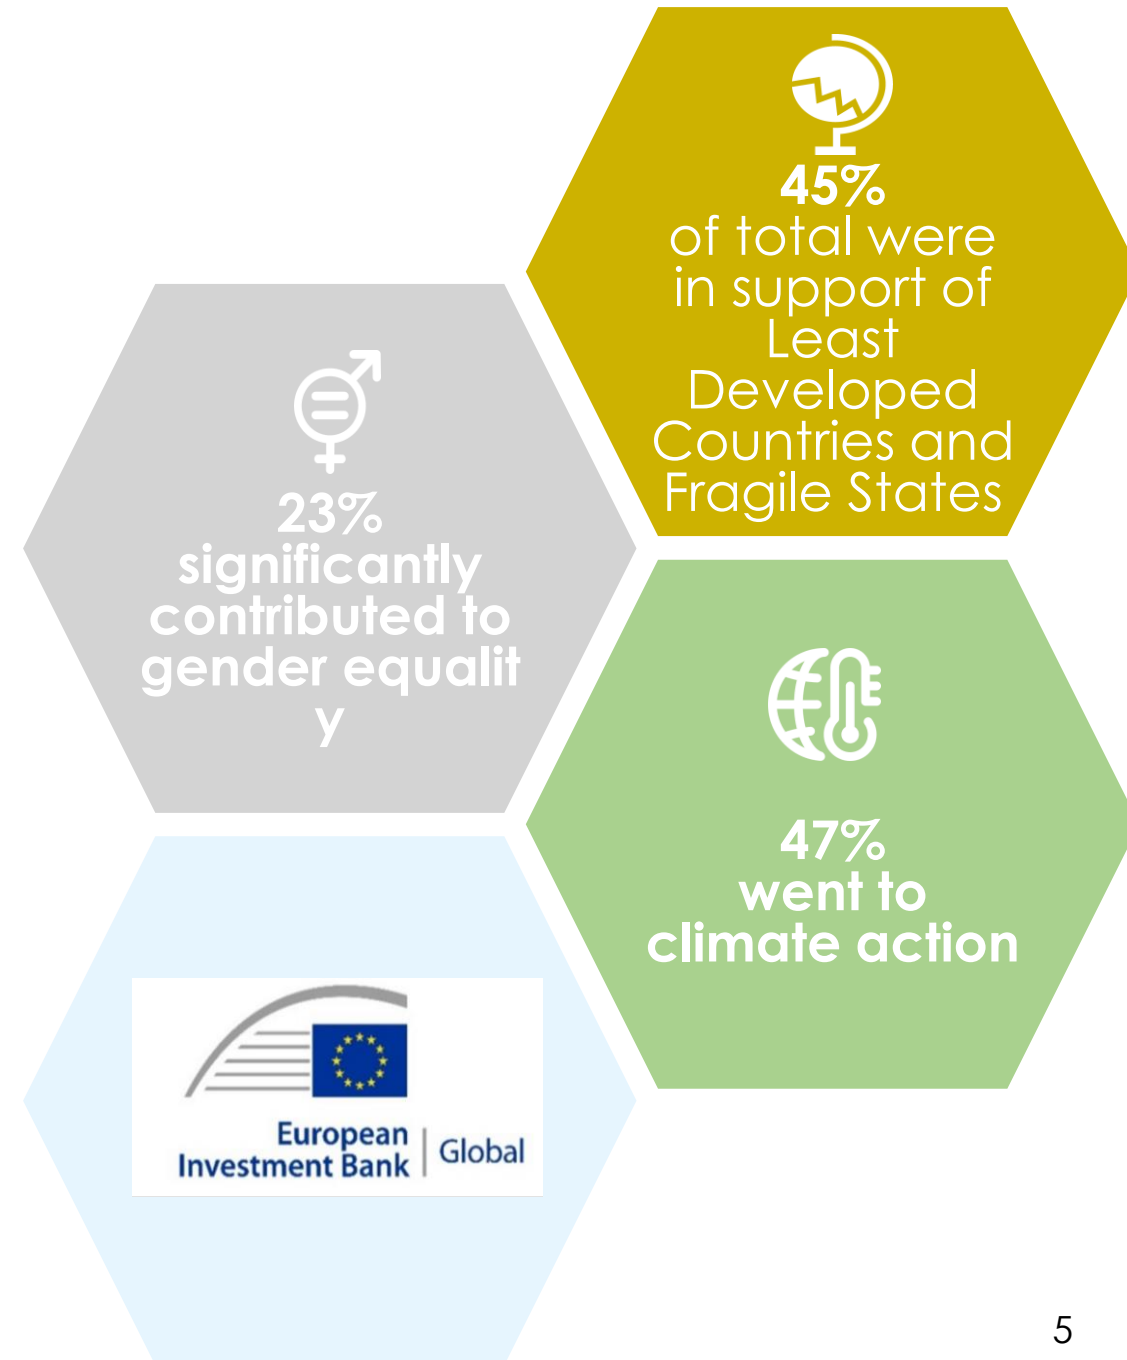 45%
of total were
in support of
Least
Developed
Countries and
Fragile States
23%
significantly
contributed to
gender equalit
y
47%
went to
climate action
European
Investment Bank
Global
5